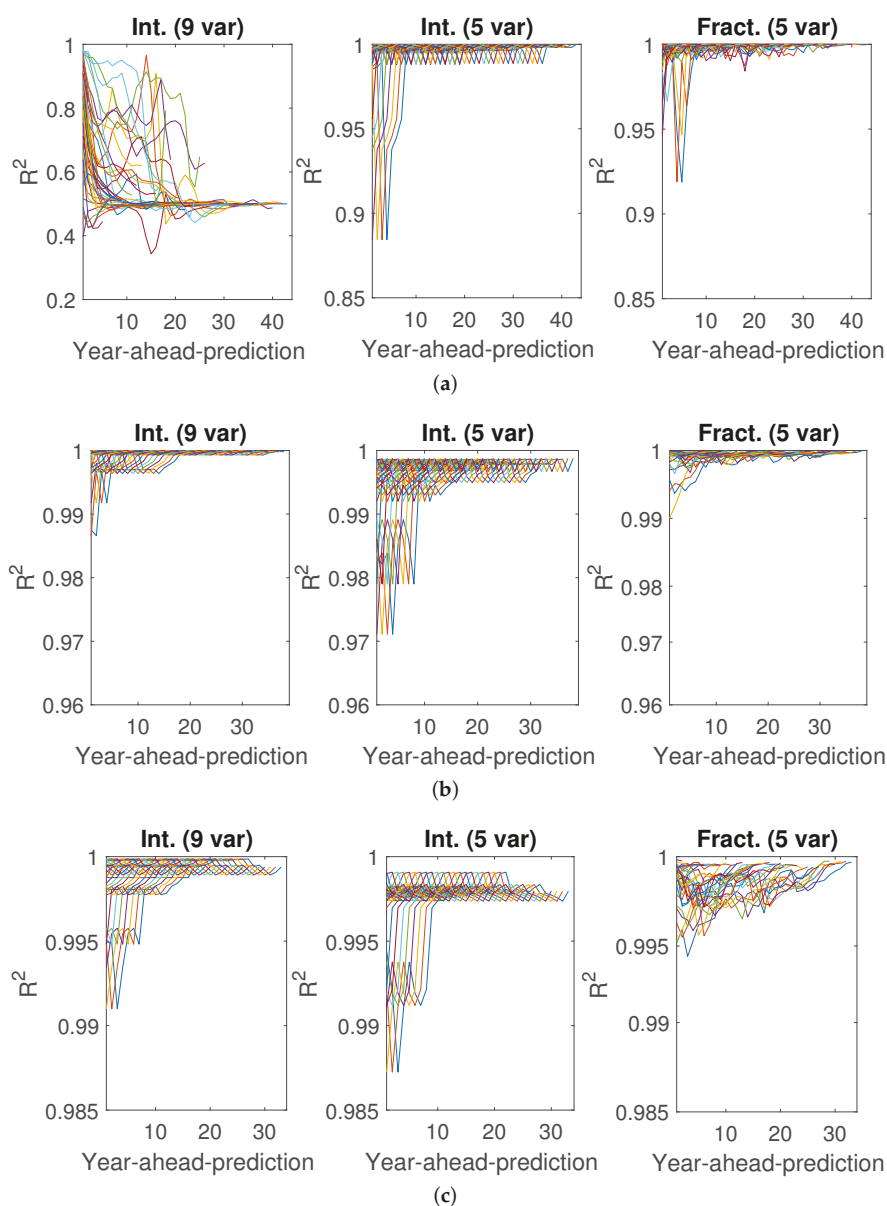 Int. (9 var) Int. (5 var) Fract. (5 var)
1 1 1
0.8 0.95 0.95
0.6 0.9 0.9
0.4 0.85 0.85
0.2
R² R² R²
10 20 30 40 10 20 30 40 10 20 30 40
Year-ahead-prediction Year-ahead-prediction Year-ahead-prediction
(a)
Int. (9 var) Int. (5 var) Fract. (5 var)
1 1 1
0.99 0.99 0.99
0.98 0.98 0.98
R² R² R²
0.97 0.97 0.97
0.96 0.96 0.96
10 20 30 10 20 30 10 20 30
Year-ahead-prediction Year-ahead-prediction Year-ahead-prediction
(b)
Int. (9 var) Int. (5 var) Fract. (5 var)
1 1 1
0.995 0.995 0.995
R² R² R²
0.99 0.99 0.99
0.985 0.985 0.985
10 20 30 10 20 30 10 20 30
Year-ahead-prediction Year-ahead-prediction Year-ahead-prediction
(c)